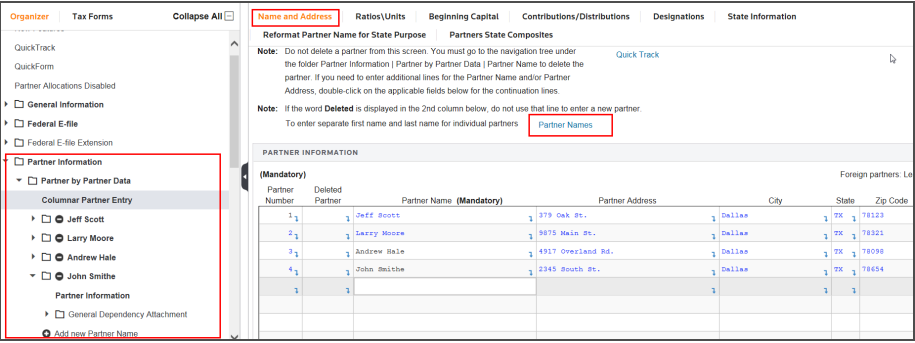 Organizer Tax Forms Collapse All
QuickTrack
QuickForm
Partner Allocations Disabled
General Information
Federal E-file
Federal E-file Extension
Partner Information
Partner by Partner Data
Columnar Partner Entry
Jeff Scott
Larry Moore
Andrew Hale
John Smithe
Partner Information
General Dependency Attachment
Add new Partner Name
Name and Address Ratios\Units Beginning Capital Contributions/Distributions Designations State Information
Reformat Partner Name for State Purpose Partners State Composites
Note: Do not delete a partner from this screen. You must go to the navigation tree under Quick Track
the folder Partner Information | Partner by Partner Data | Partner Name to delete the
partner. If you need to enter additional lines for the Partner Name and/or Partner
Address, double-click on the applicable fields below for the continuation lines.
Note: If the word Deleted is displayed in the 2nd column below, do not use that line to enter a new partner.
To enter separate first name and last name for individual partners Partner Names
PARTNER INFORMATION
(Mandatory) Foreign partners: Le
Partner Deleted
Number Partner Partner Name (Mandatory) Partner Address City State Zip Code
1 Jeff Scott 379 Oak St. Dallas TX 78123
2 Larry Moore 9875 Main St. Dallas TX 78321
3 Andrew Hale 4917 Overland Rd. Dallas TX 78098
4 John Smithe 2345 South St. Dallas TX 78654